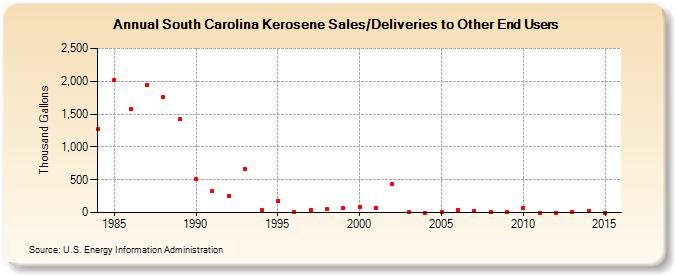 Annual South Carolina Kerosene Sales/Deliveries to Other End Users
Thousand Gallons
2,500
2,000
1,500
1,000
500
0
1985 1990 1995 2000 2005 2010 2015
Source: U.S. Energy Information Administration